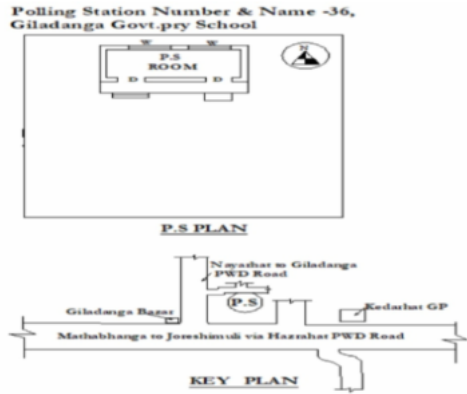 Polling Station Number & Name -36,
Giladanga Govt.pry School
W W
P.S
ROOM
D D
N
P.S PLAN
Nayarhat to Giladanga
PWD Road
P.S
Giladanga Bazar
Kedarhat GP
Mathabhanga to Joreshimuli via Hazrahat PWD Road
KEY PLAN